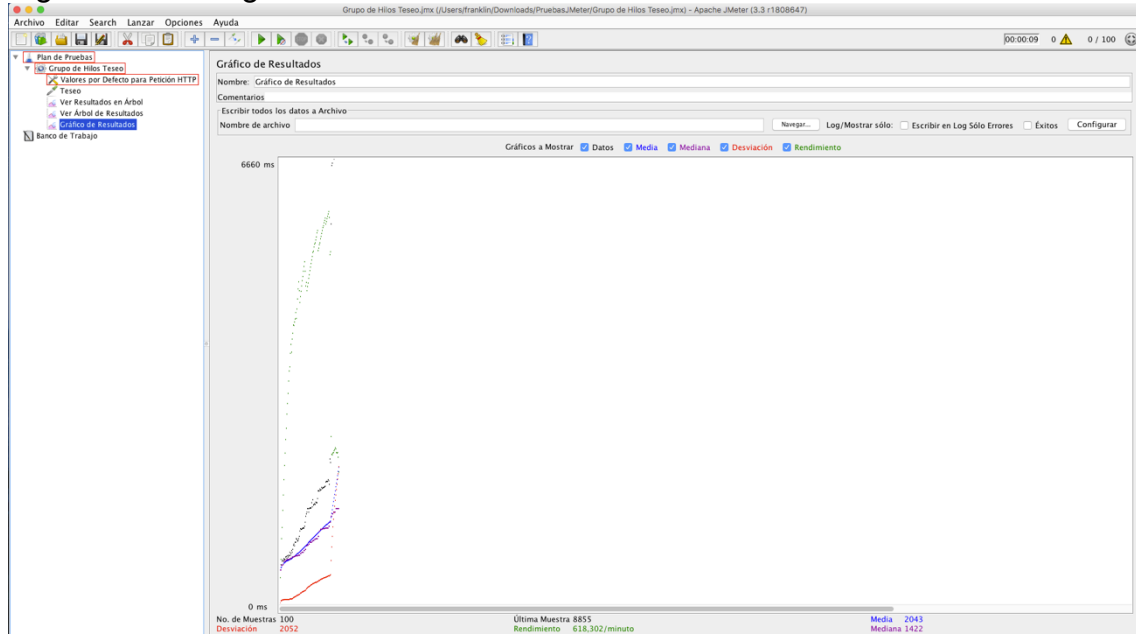 Grupo de Hilos Teseo.jmx (/Users/franklin/Downloads/PruebasJMeter/Grupo de Hilos Teseo.jmx) - Apache JMeter (3.3 r1808647)
Archivo Editar Search Lanzar Opciones Ayuda
00:00:09 0 0 / 100
Plan de Pruebas
Grupo de Hilos Teseo
Valores por Defecto para Petición HTTP
Teseo
Ver Resultados en Árbol
Ver Árbol de Resultados
Gráfico de Resultados
Banco de Trabajo
Gráfico de Resultados
Nombre: Gráfico de Resultados
Comentarios
Escribir todos los datos a Archivo
Nombre de archivo Navegar... Log/Mostrar sólo: Escribir en Log Sólo Errores Éxitos Configurar
Gráficos a Mostrar Datos Media Mediana Desviación Rendimiento
6660 ms
0 ms
No. de Muestras 100 Última Muestra 8855 Media 2043
Desviación 2052 Rendimiento 618,302/minuto Mediana 1422